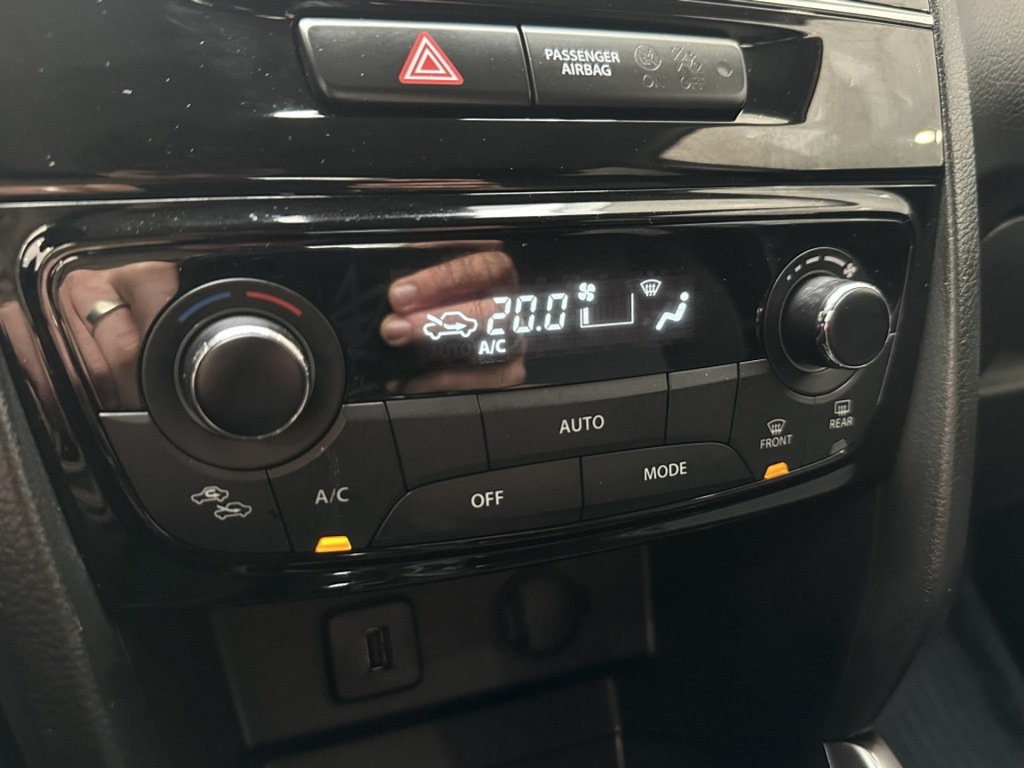 PASSENGER
AIRBAG
ON OFF
20.0
AUTO
A/C
AUTO
A/C
OFF
MODE
FRONT
REAR